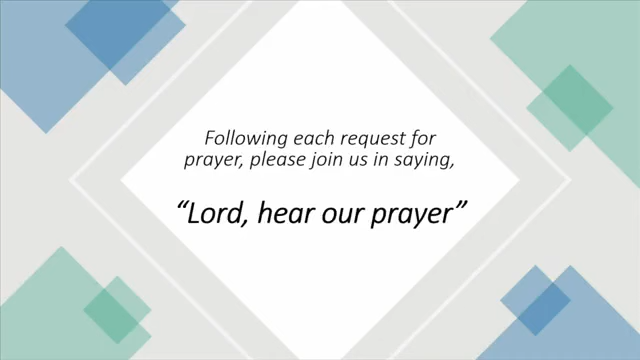 Following each request for
prayer, please join us in saying,
“Lord, hear our prayer”